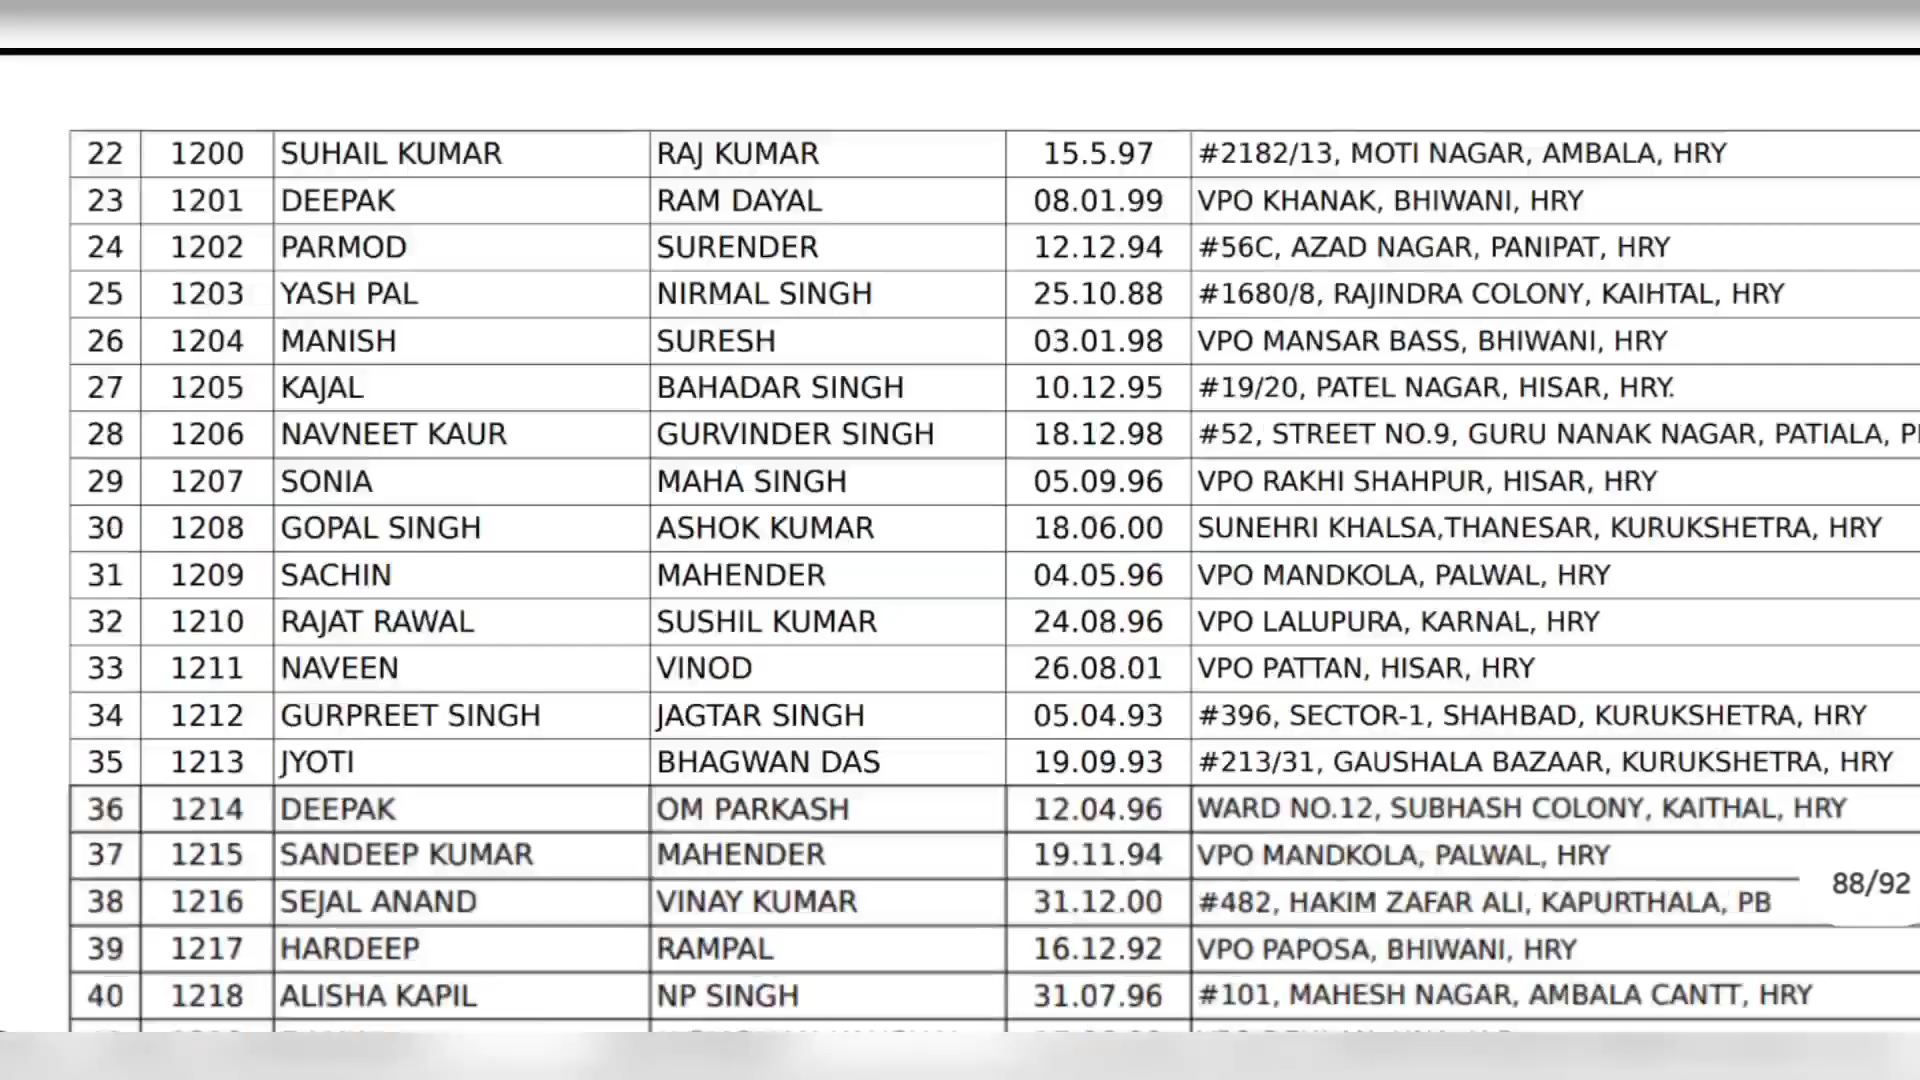 22 1200 SUHAIL KUMAR RAJ KUMAR 15.5.97 #2182/13, MOTI NAGAR, AMBALA, HRY
23 1201 DEEPAK RAM DAYAL 08.01.99 VPO KHANAK, BHIWANI, HRY
24 1202 PARMOD SURENDER 12.12.94 #56C, AZAD NAGAR, PANIPAT, HRY
25 1203 YASH PAL NIRMAL SINGH 25.10.88 #1680/8, RAJINDRA COLONY, KAIHTAL, HRY
26 1204 MANISH SURESH 03.01.98 VPO MANSAR BASS, BHIWANI, HRY
27 1205 KAJAL BAHADAR SINGH 10.12.95 #19/20, PATEL NAGAR, HISAR, HRY.
28 1206 NAVNEET KAUR GURVINDER SINGH 18.12.98 #52, STREET NO.9, GURU NANAK NAGAR, PATIALA,
29 1207 SONIA MAHA SINGH 05.09.96 VPO RAKHI SHAHPUR, HISAR, HRY
30 1208 GOPAL SINGH ASHOK KUMAR 18.06.00 SUNEHRI KHALSA,THANESAR, KURUKSHETRA, HRY
31 1209 SACHIN MAHENDER 04.05.96 VPO MANDKOLA, PALWAL, HRY
32 1210 RAJAT RAWAL SUSHIL KUMAR 24.08.96 VPO LALUPURA, KARNAL, HRY
33 1211 NAVEEN VINOD 26.08.01 VPO PATTAN, HISAR, HRY
34 1212 GURPREET SINGH JAGTAR SINGH 05.04.93 #396, SECTOR-1, SHAHBAD, KURUKSHETRA, HRY
35 1213 JYOTI BHAGWAN DAS 19.09.93 #213/31, GAUSHALA BAZAAR, KURUKSHETRA, HRY
36 1214 DEEPAK OM PARKASH 12.04.96 WARD NO.12, SUBHASH COLONY, KAITHAL, HRY
37 1215 SANDEEP KUMAR MAHENDER 19.11.94 VPO MANDKOLA, PALWAL, HRY
88/92
38 1216 SEJAL ANAND VINAY KUMAR 31.12.00 #482, HAKIM ZAFAR ALI, KAPURTHALA, PB
39 1217 HARDEEP RAMPAL 16.12.92 VPO PAPOSA, BHIWANI, HRY
40 1218 ALISHA KAPIL NP SINGH 31.07.96 #101, MAHESH NAGAR, AMBALA CANTT, HRY